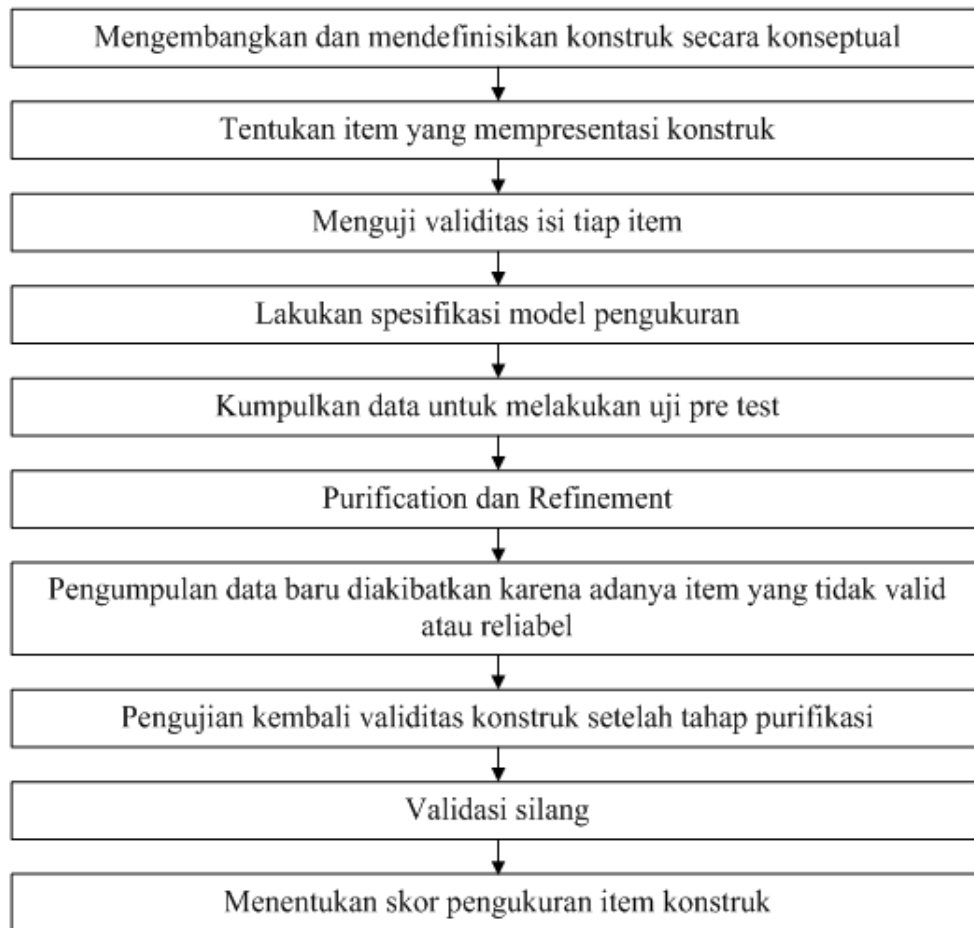 Mengembangkan dan mendefinisikan konstruk secara konseptual
Tentukan item yang mempresentasi konstruk
Menguji validitas isi tiap item
Lakukan spesifikasi model pengukuran
Kumpulkan data untuk melakukan uji pre test
Purification dan Refinement
Pengumpulan data baru diakibatkan karena adanya item yang tidak valid
atau reliabel
Pengujian kembali validitas konstruk setelah tahap purifikasi
Validasi silang
Menentukan skor pengukuran item konstruk